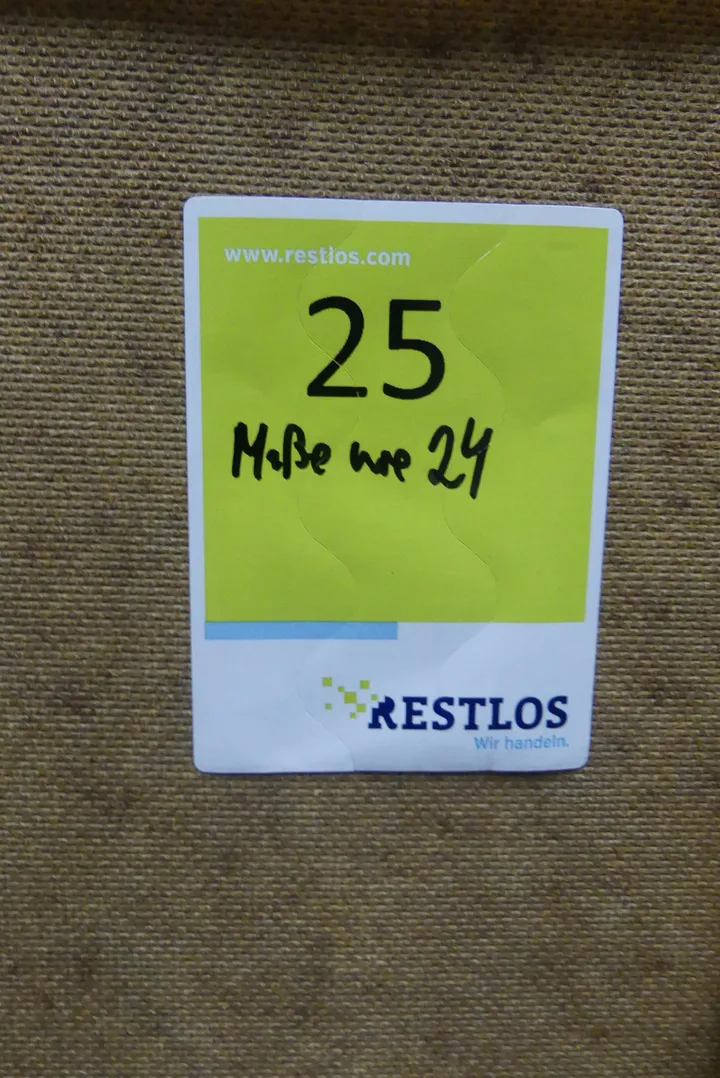 www.restlos.com
25
Maße wie 24
RESTLOS
Wir handeln.